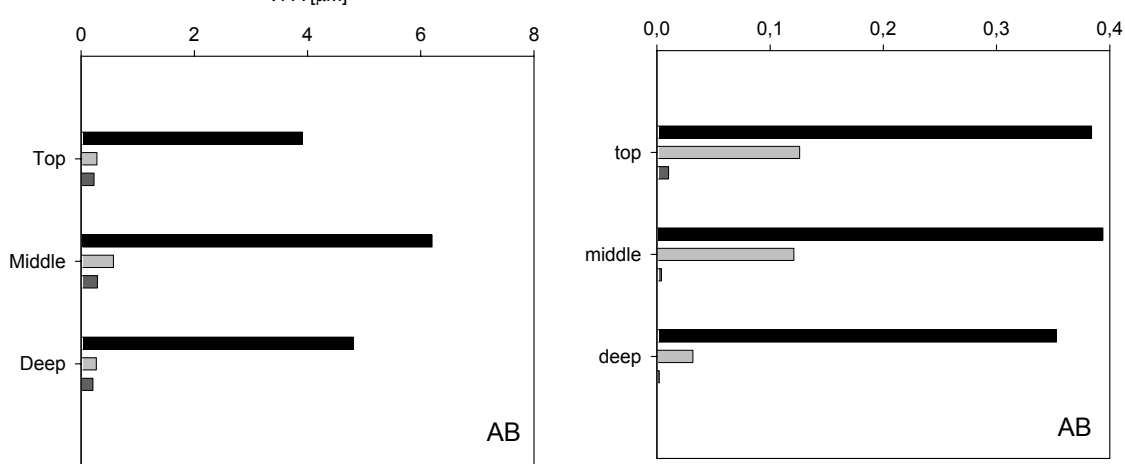 [µm]
0 2 4 6 8
Top
Middle
Deep
AB
0,0 0,1 0,2 0,3 0,4
top
middle
deep
AB